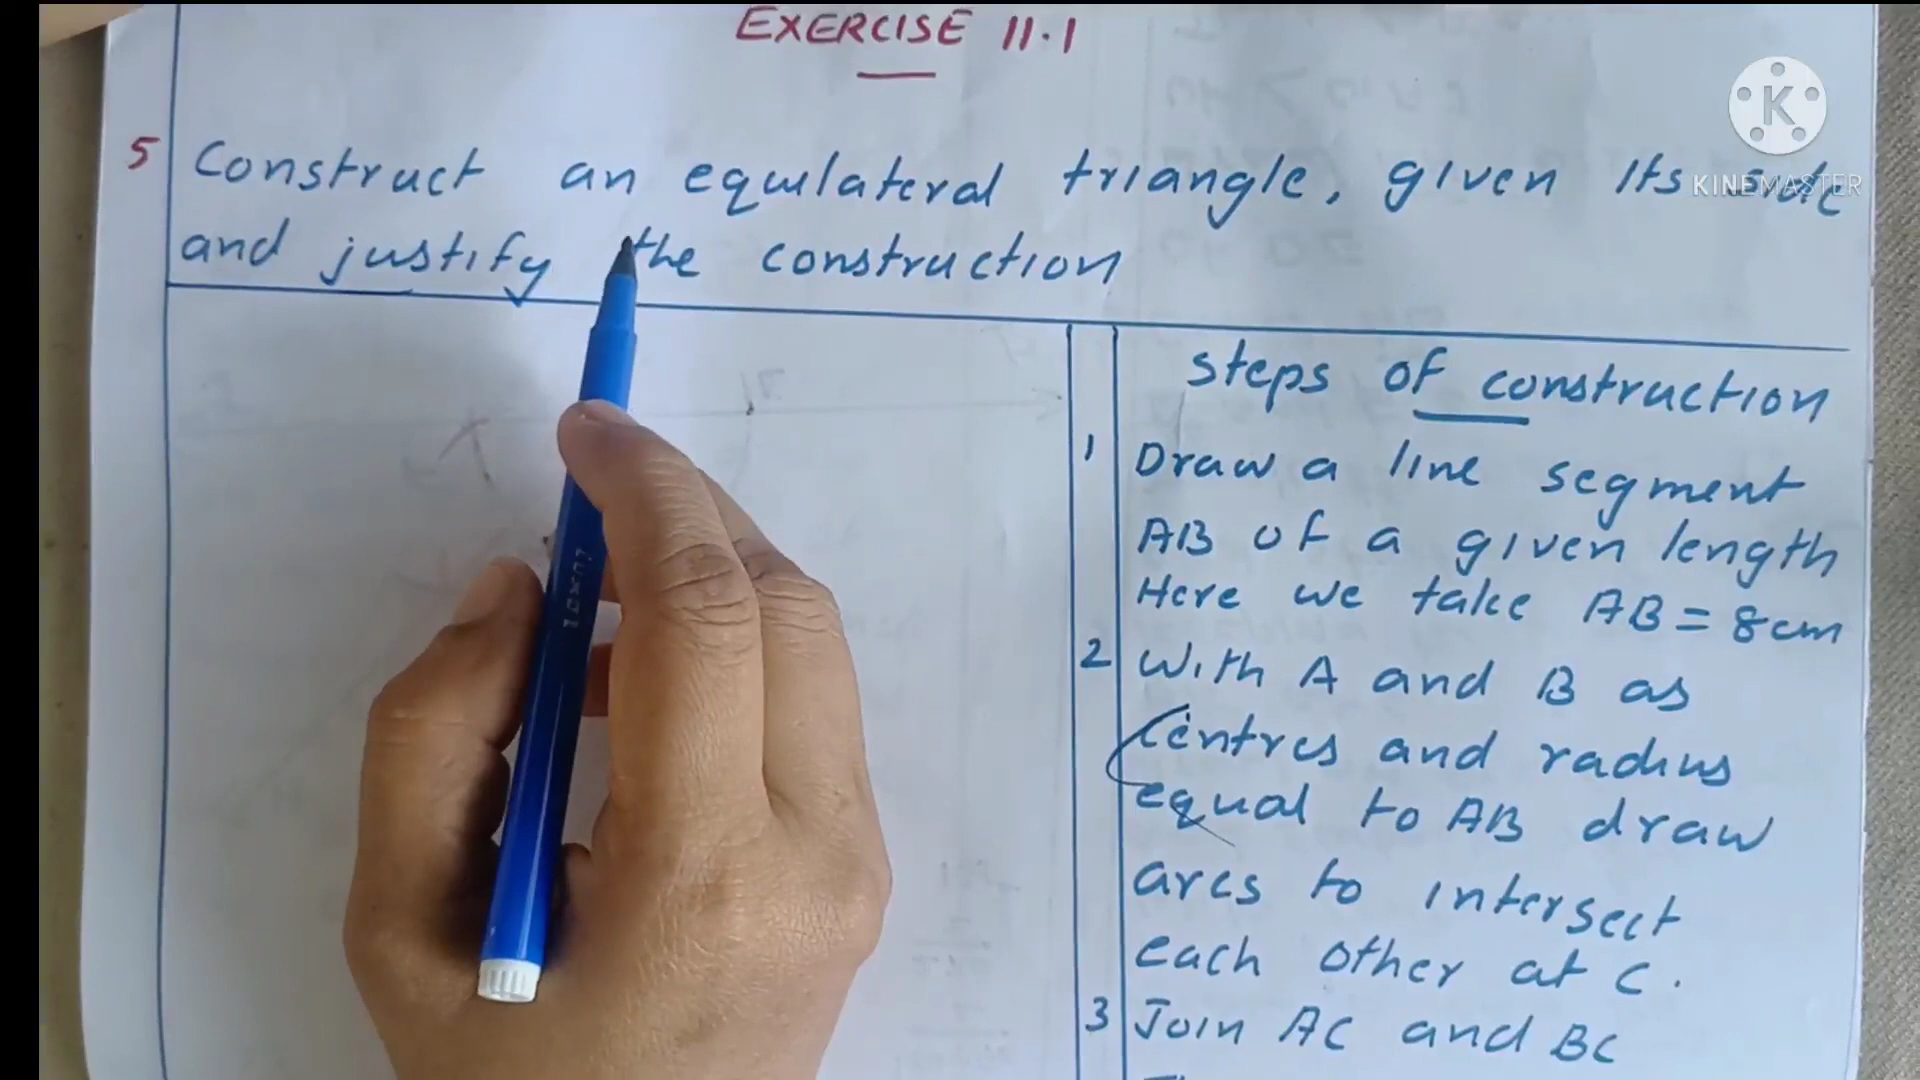 EXERCISE 11.1
5 Construct an equilateral triangle, given its side
and justify the construction
K
KINEMASTER
steps of construction
1 Draw a line segment
AB of a given length
Here we take AB = 8cm
2 With A and B as
centres and radius
equal to AB draw
arcs to intersect
each other at C.
3 Join AC and BC
LUXOR